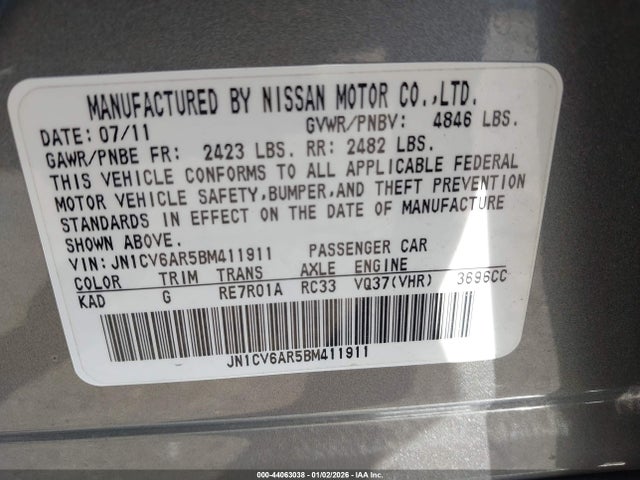 MANUFACTURED BY NISSAN MOTOR CO.,LTD.
DATE: 07/11 GVWR/PNBV: 4846 LBS.
GAWR/PNBE FR: 2423 LBS. RR: 2482 LBS.
THIS VEHICLE CONFORMS TO ALL APPLICABLE FEDERAL
MOTOR VEHICLE SAFETY,BUMPER,AND THEFT PREVENTION
STANDARDS IN EFFECT ON THE DATE OF MANUFACTURE
SHOWN ABOVE.
VIN: JN1CV6AR5BM411911 PASSENGER CAR
COLOR TRIM TRANS AXLE ENGINE
KAD G RE7R01A RC33 VQ37(VHR) 3696CC
JN1CV6AR5BM411911
000-44063038 - 01/02/2026 - IAAI.COM